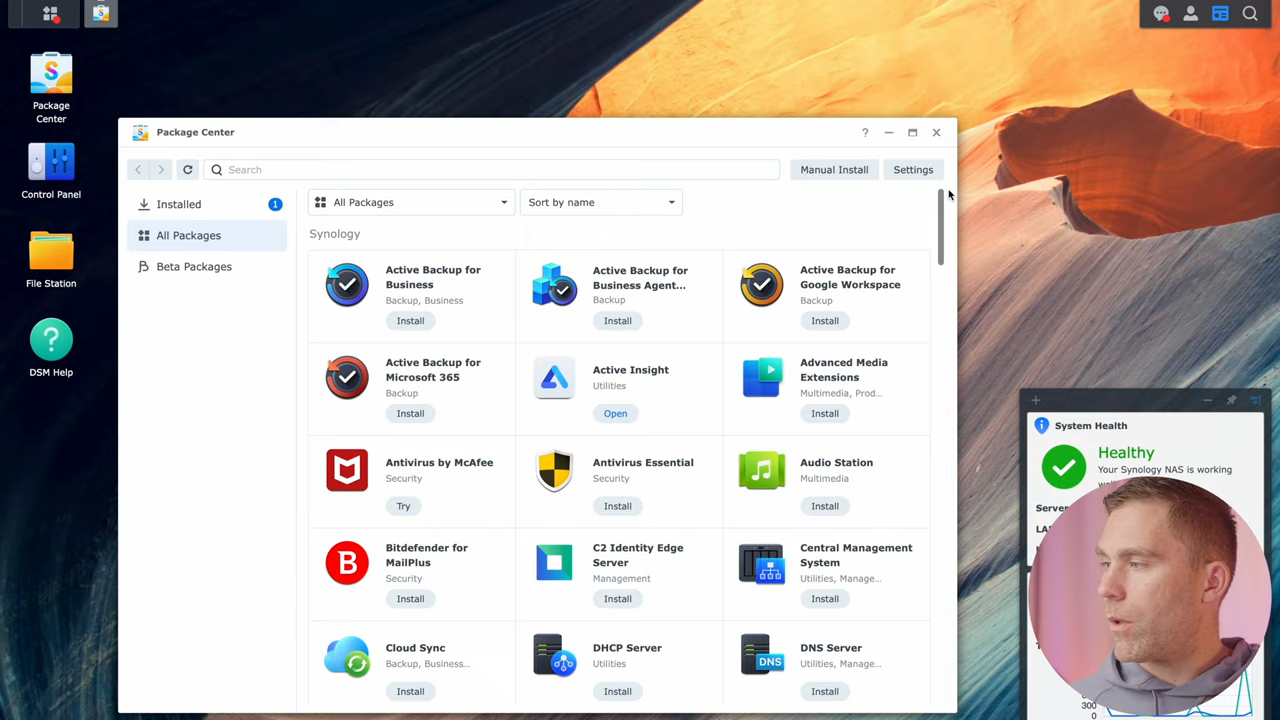 Package
Center
Control Panel
File Station
DSM Help
Package Center
Search
Manual Install
Settings
Installed
1
All Packages
Beta Packages
All Packages
Sort by name
Synology
Active Backup for
Business
Backup, Business
Install
Active Backup for
Business Agent...
Backup
Install
Active Backup for
Google Workspace
Backup
Install
Active Backup for
Microsoft 365
Backup
Install
Active Insight
Utilities
Open
Advanced Media
Extensions
Multimedia, Prod...
Install
Antivirus by McAfee
Security
Try
Antivirus Essential
Security
Install
Audio Station
Multimedia
Install
B
Bitdefender for
MailPlus
Security
Install
C2 Identity Edge
Server
Management
Install
Central Management
System
Utilities, Manage...
Install
Cloud Sync
Backup, Business...
Install
DHCP Server
Utilities
Install
DNS
DNS Server
Utilities, Manage...
Install
System Health
Healthy
Your Synology NAS is working
300
0